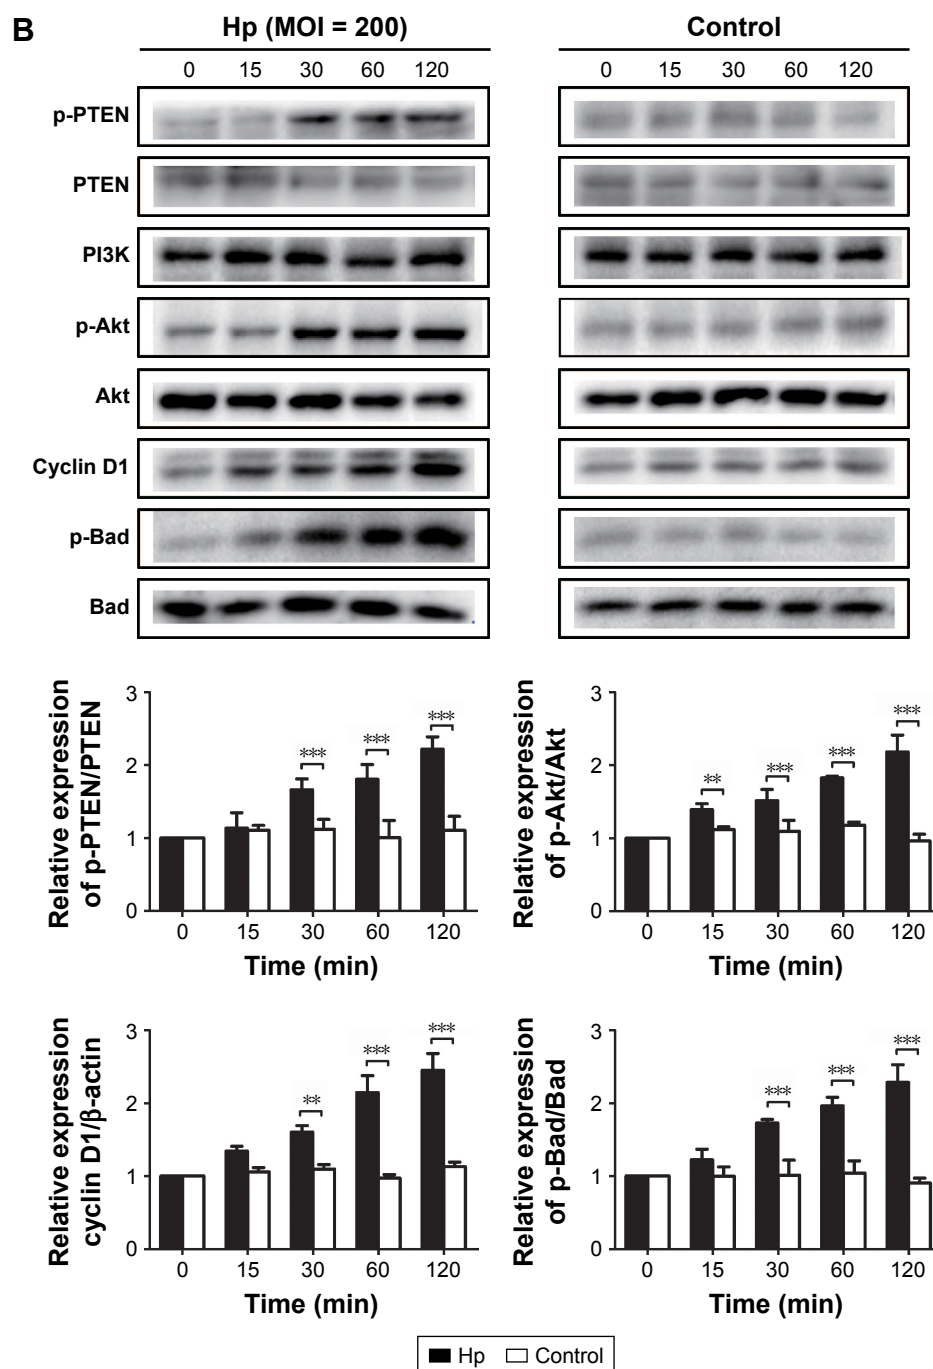 B
Hp (MOI = 200)
Control
0 15 30 60 120
0 15 30 60 120
p-PTEN
PTEN
PI3K
p-Akt
Akt
Cyclin D1
p-Bad
Bad
Relative expression
of p-PTEN/PTEN
3
2
1
0
***
***
***
0 15 30 60 120
Time (min)
Relative expression
of p-Akt/Akt
3
2
1
0
**
***
***
***
0 15 30 60 120
Time (min)
Relative expression
cyclin D1/β-actin
3
2
1
0
**
***
***
0 15 30 60 120
Time (min)
Relative expression
of p-Bad/Bad
3
2
1
0
***
***
***
0 15 30 60 120
Time (min)
Hp Control